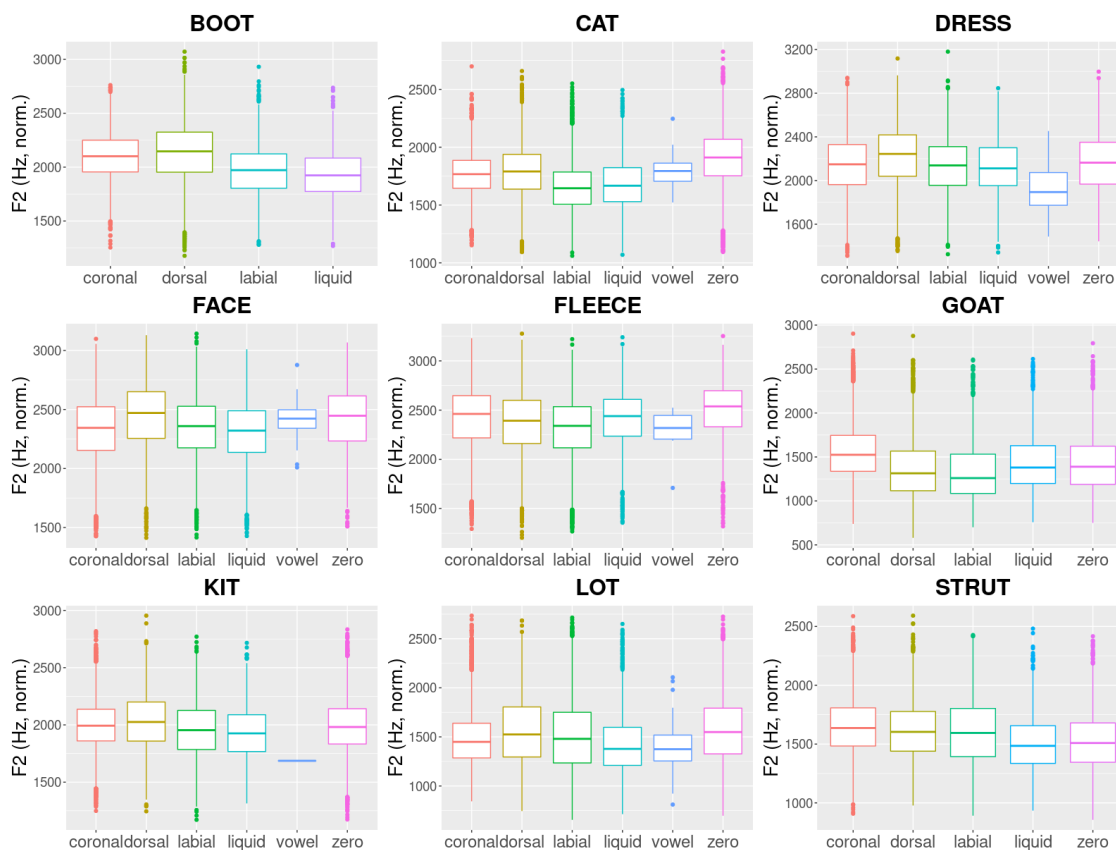 BOOT
F2 (Hz, norm.)
3000
2500
2000
1500
coronal dorsal labial liquid
CAT
F2 (Hz, norm.)
2500
2000
1500
1000
coronal dorsal labial liquid vowel zero
DRESS
F2 (Hz, norm.)
3200
2800
2400
2000
1600
coronal dorsal labial liquid vowel zero
FACE
F2 (Hz, norm.)
3000
2500
2000
1500
coronal dorsal labial liquid vowel zero
FLEECE
F2 (Hz, norm.)
3000
2500
2000
1500
coronal dorsal labial liquid vowel zero
GOAT
F2 (Hz, norm.)
3000
2500
2000
1500
1000
500
coronal dorsal labial liquid zero
KIT
F2 (Hz, norm.)
3000
2500
2000
1500
coronal dorsal labial liquid vowel zero
LOT
F2 (Hz, norm.)
2500
2000
1500
1000
coronal dorsal labial liquid vowel zero
STRUT
F2 (Hz, norm.)
2500
2000
1500
1000
coronal dorsal labial liquid zero